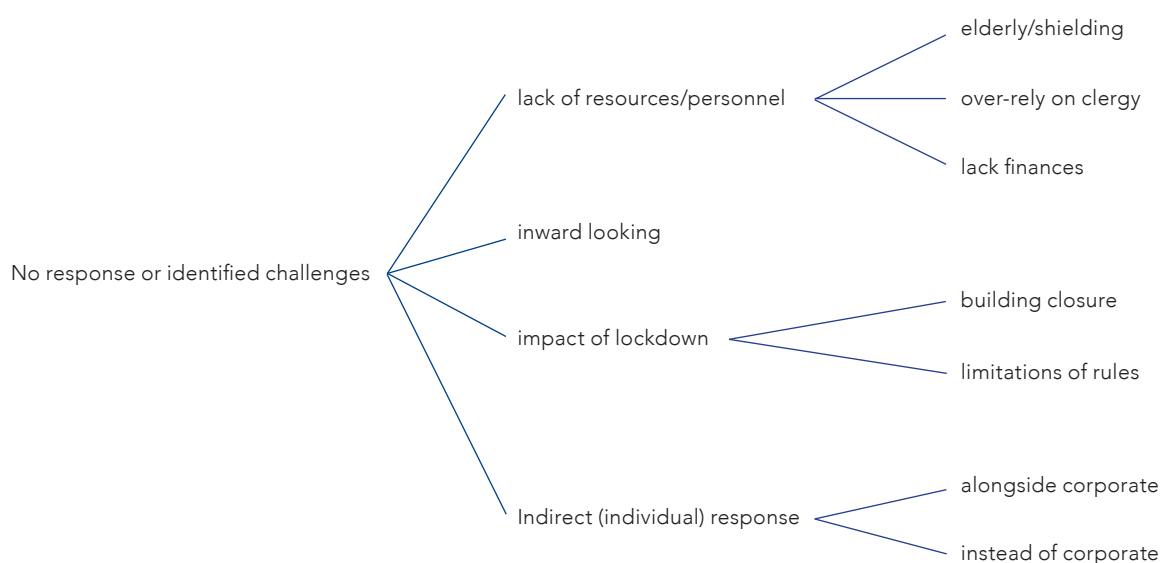 No response or identified challenges
lack of resources/personnel
elderly/shielding
over-rely on clergy
lack finances
inward looking
impact of lockdown
building closure
limitations of rules
Indirect (individual) response
alongside corporate
instead of corporate